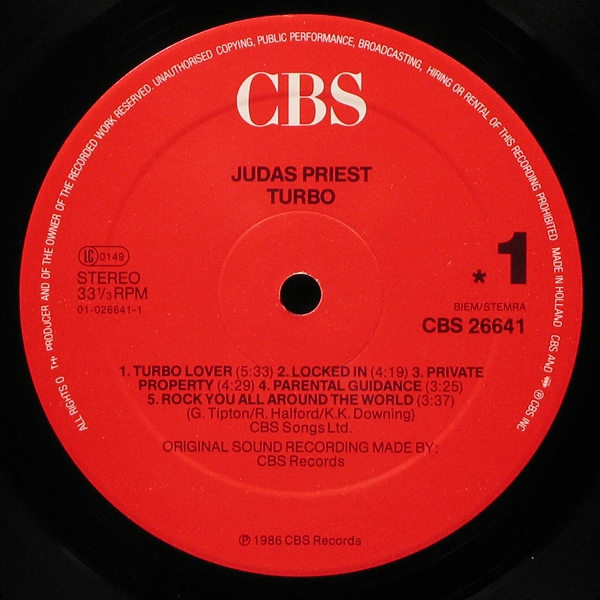 ALL RIGHTS O THE PRODUCER AND OF THE OWNER OF THE RECORDED WORK RESERVED. UNAUTHORISED COPYING, PUBLIC PERFORMANCE, BROADCASTING, HIRING OR RENTAL OF THIS RECORDING PROHIBITED MADE IN HOLLAND CBS AND ℗ CBS INC
CBS
JUDAS PRIEST
TURBO
LC 0149
STEREO
33⅓RPM
01-026641-1
* 1
BIEM/STEMRA
CBS 26641
1. TURBO LOVER (5:33) 2. LOCKED IN (4:19) 3. PRIVATE
PROPERTY (4:29) 4. PARENTAL GUIDANCE (3:25)
5. ROCK YOU ALL AROUND THE WORLD (3:37)
(G. Tipton/R. Halford/K.K. Downing)
CBS Songs Ltd.
ORIGINAL SOUND RECORDING MADE BY:
CBS Records
℗ 1986 CBS Records